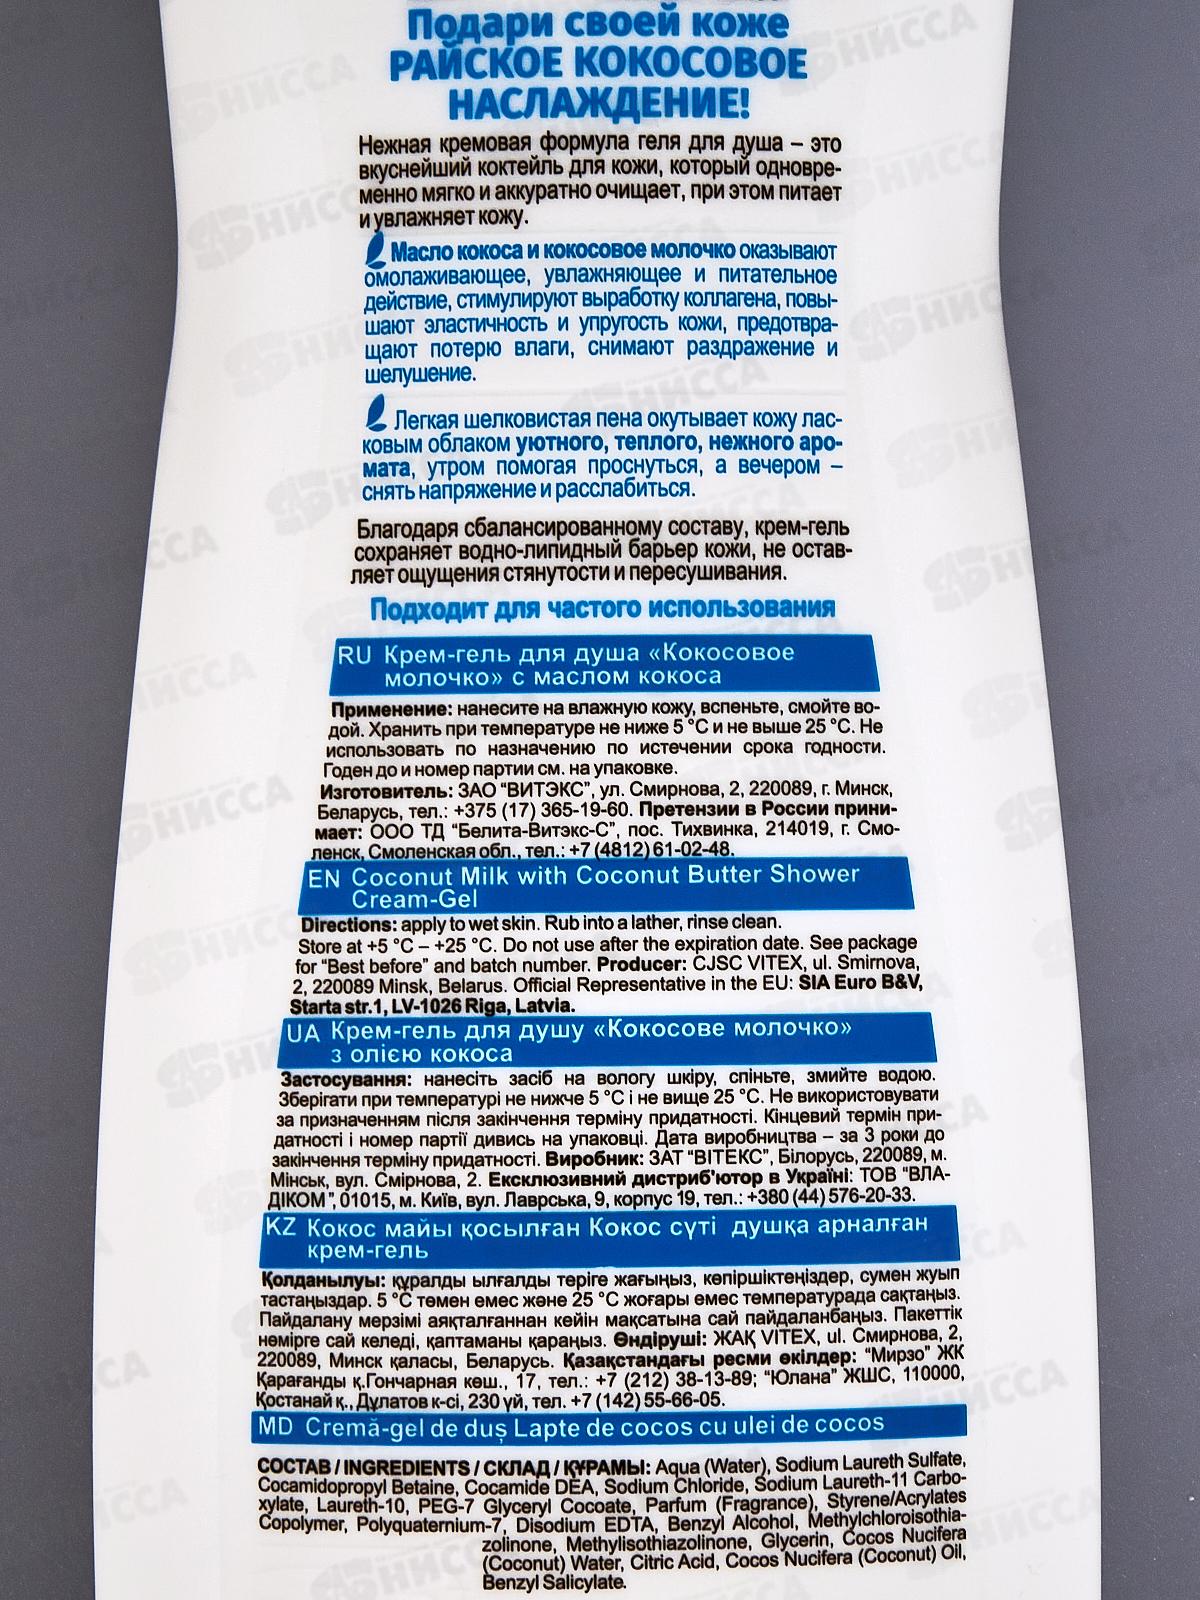 Подари своей коже
РАЙСКОЕ КОКОСОВОЕ
НАСЛАЖДЕНИЕ!
Нежная кремовая формула геля для душа – это
вкуснейший коктейль для кожи, который одновре-
менно мягко и аккуратно очищает, при этом питает
и увлажняет кожу.
Масло кокоса и кокосовое молочко оказывают
омолаживающее, увлажняющее и питательное
действие, стимулируют выработку коллагена, повы-
шают эластичность и упругость кожи, предотвра-
щают потерю влаги, снимают раздражение и
шелушение.
Легкая шелковистая пена окутывает кожу лас-
ковым облаком уютного, теплого, нежного аро-
мата, утром помогая проснуться, а вечером –
снять напряжение и расслабиться.
Благодаря сбалансированному составу, крем-гель
сохраняет водно-липидный барьер кожи, не остав-
ляет ощущения стянутости и пересушивания.
Подходит для частого использования
RU Крем-гель для душа «Кокосовое
молочко» с маслом кокоса
Применение: нанесите на влажную кожу, вспеньте, смойте во-
дой. Хранить при температуре не ниже 5 °С и не выше 25 °С. Не
использовать по назначению по истечении срока годности.
Годен до и номер партии см. на упаковке.
Изготовитель: ЗАО "ВИТЭКС", ул. Смирнова, 2, 220089, г. Минск,
Беларусь, тел.: +375 (17) 365-19-60. Претензии в России прини-
мает: ООО ТД "Белита-Витэкс-С", пос. Тихвинка, 214019, г. Смо-
ленск, Смоленская обл., тел.: +7 (4812) 61-02-48.
EN Coconut Milk with Coconut Butter Shower
Cream-Gel
Directions: apply to wet skin. Rub into a lather, rinse clean.
Store at +5 °C – +25 °C. Do not use after the expiration date. See package
for "Best before" and batch number. Producer: CJSC VITEX, ul. Smirnova,
2, 220089 Minsk, Belarus. Official Representative in the EU: SIA Euro B&V,
Starta str.1, LV-1026 Riga, Latvia.
UA Крем-гель для душу «Кокосове молочко»
з олією кокоса
Застосування: нанесіть засіб на вологу шкіру, спіньте, змийте водою.
Зберігати при температурі не нижче 5 °С і не вище 25 °С. Не використовувати
за призначенням після закінчення терміну придатності. Кінцевий термін при-
датності і номер партії дивись на упаковці. Дата виробництва – за 3 роки до
закінчення терміну придатності. Виробник: ЗАТ "ВІТЕКС", Білорусь, 220089, м.
Мінськ, вул. Смірнова, 2. Ексклюзивний дистриб'ютор в Україні: ТОВ "ВЛА-
ДІКОМ", 01015, м. Київ, вул. Лаврська, 9, корпус 19, тел.: +380 (44) 576-20-33.
KZ Кокос майы қосылған Кокос сүті душқа арналған
крем-гель
Қолданылуы: құралды ылғалды теріге жағыңыз, көпіршіктеңіздер, сумен жуып
тастаңыздар. 5 °С төмен емес және 25 °С жоғары емес температурада сақтаңыз.
Пайдалану мерзімі аяқталғаннан кейін мақсатына сай пайдаланбаңыз. Пакеттік
нөмірге сай келеді, қаптаманы қараңыз. Өндіруші: ЖАҚ VITEX, ul. Смирнова, 2,
220089, Минск қаласы, Беларусь. Қазақстандағы ресми өкілдер: "Мирзо" ЖК
Қарағанды қ.Гончарная көш., 17, тел.: +7 (212) 38-13-89; "Юлана" ЖШС, 110000,
Қостанай қ., Дулатов к-сі, 230 үй, тел. +7 (142) 55-66-05.
MD Cremă-gel de duș Lapte de cocos cu ulei de cocos
СОСТАВ / INGREDIENTS / СКЛАД / ҚҰРАМЫ: Aqua (Water), Sodium Laureth Sulfate,
Cocamidopropyl Betaine, Cocamide DEA, Sodium Chloride, Sodium Laureth-11 Carbo-
xylate, Laureth-10, PEG-7 Glyceryl Cocoate, Parfum (Fragrance), Styrene/Acrylates
Copolymer, Polyquaternium-7, Disodium EDTA, Benzyl Alcohol, Methylchloroisothia-
zolinone, Methylisothiazolinone, Glycerin, Cocos Nucifera
(Coconut) Water, Citric Acid, Cocos Nucifera (Coconut) Oil,
Benzyl Salicylate.